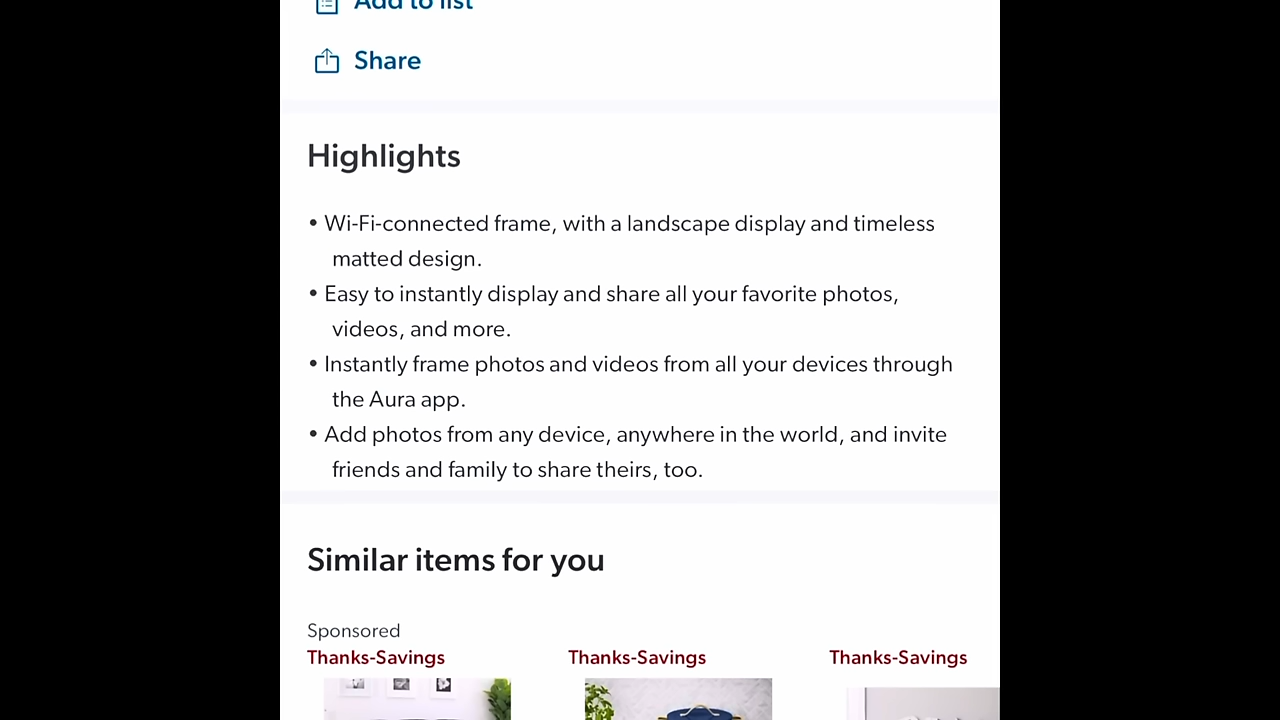 Add to list
Share
Highlights
• Wi-Fi-connected frame, with a landscape display and timeless
matted design.
• Easy to instantly display and share all your favorite photos,
videos, and more.
• Instantly frame photos and videos from all your devices through
the Aura app.
• Add photos from any device, anywhere in the world, and invite
friends and family to share theirs, too.
Similar items for you
Sponsored
Thanks-Savings Thanks-Savings Thanks-Savings